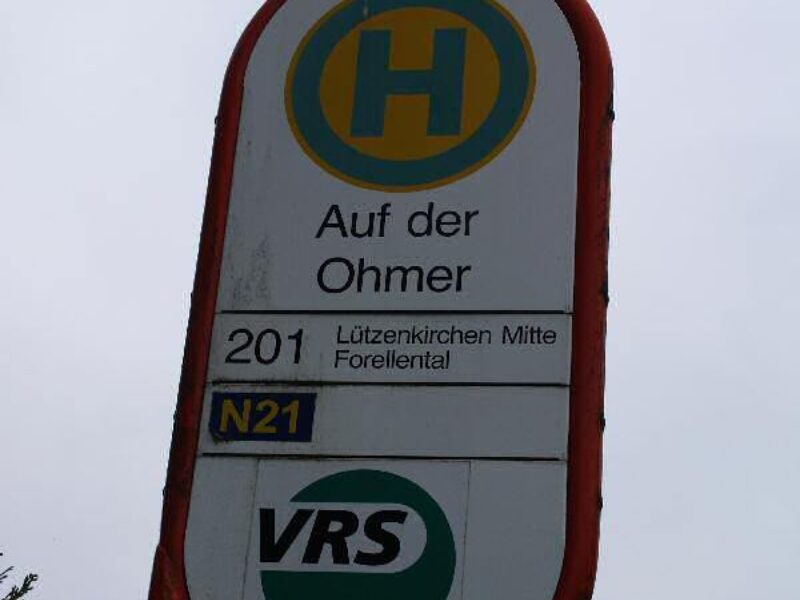 H
Auf der
Ohmer
201 Lützenkirchen Mitte
Forellental
N21
VRS